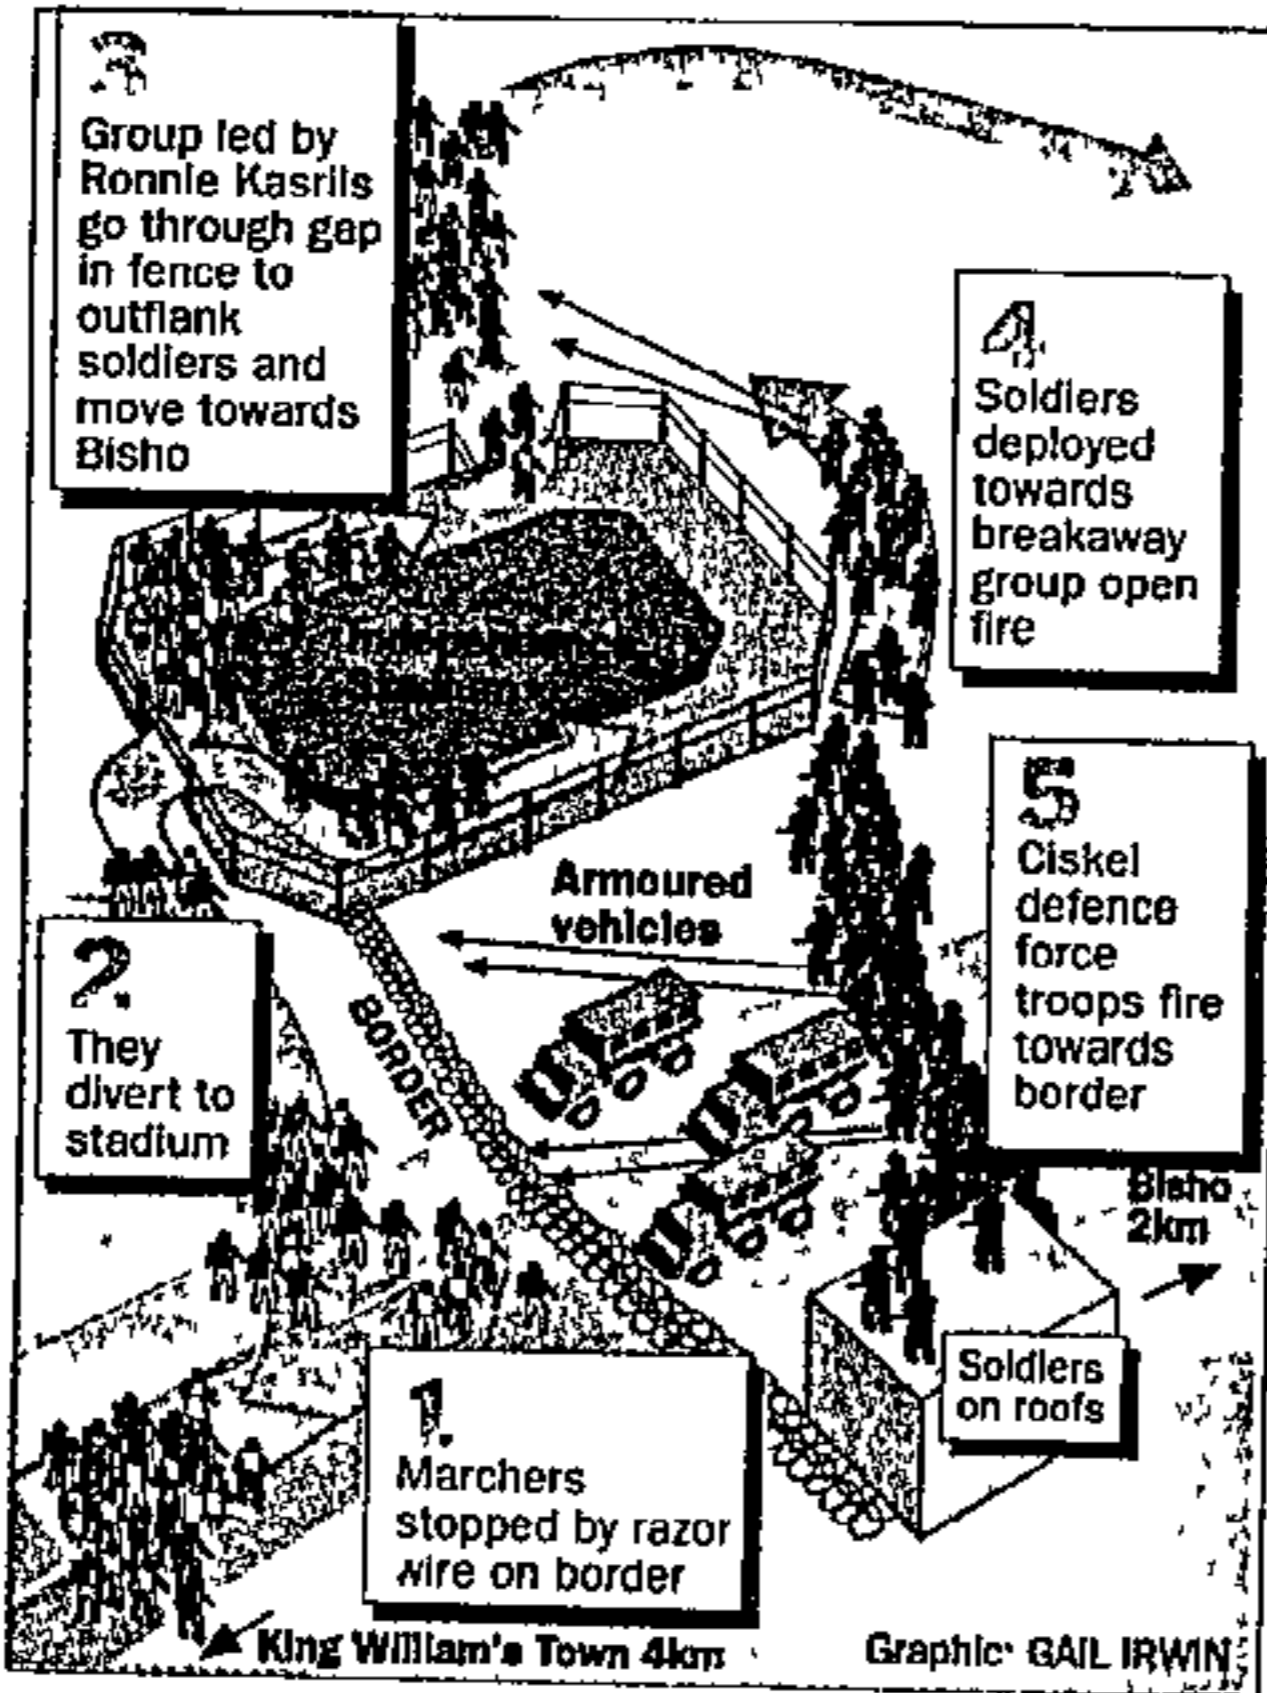 1.
Marchers
stopped by razor
wire on border
2.
They
divert to
stadium
3
Group led by
Ronnie Kasrils
go through gap
in fence to
outflank
soldiers and
move towards
Bisho
4.
Soldiers
deployed
towards
breakaway
group open
fire
5
Ciskei
defence
force
troops fire
towards
border
Armoured
vehicles
BORDER
Bisho
2km
Soldiers
on roofs
King William's Town 4km
Graphic: GAIL IRWIN